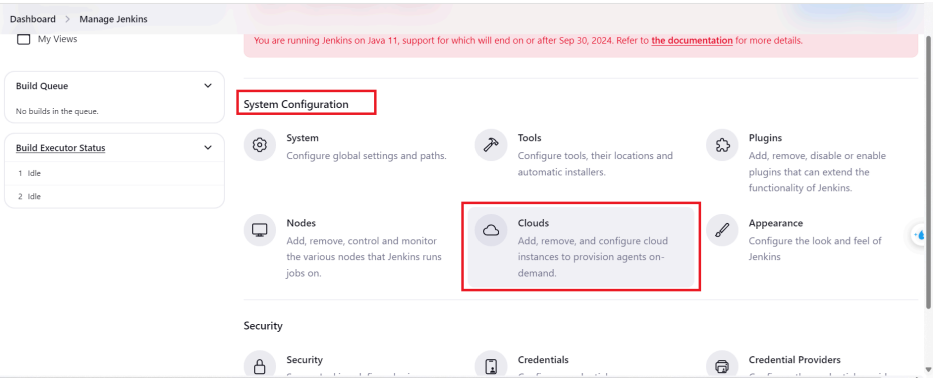 Dashboard > Manage Jenkins
My Views
You are running Jenkins on Java 11, support for which will end on or after Sep 30, 2024. Refer to the documentation for more details.
Build Queue
No builds in the queue.
Build Executor Status
1 Idle
2 Idle
System Configuration
System
Configure global settings and paths.
Tools
Configure tools, their locations and
automatic installers.
Plugins
Add, remove, disable or enable
plugins that can extend the
functionality of Jenkins.
Nodes
Add, remove, control and monitor
the various nodes that Jenkins runs
jobs on.
Clouds
Add, remove, and configure cloud
instances to provision agents on-
demand.
Appearance
Configure the look and feel of
Jenkins
Security
Security
Credentials
Credential Providers